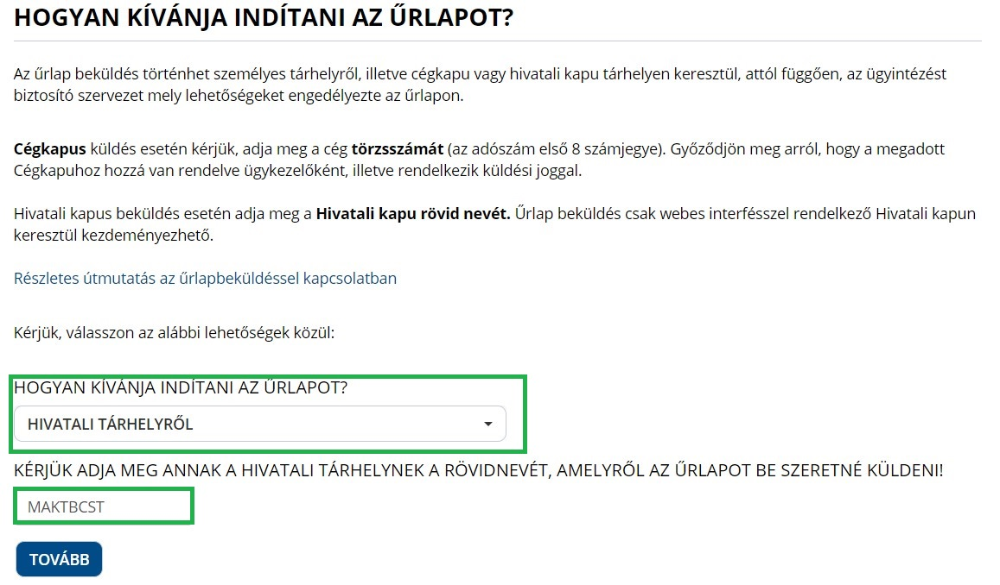 HOGYAN KÍVÁNJA INDÍTANI AZ ŰRLAPOT?
Az űrlap beküldés történhet személyes tárhelyről, illetve cégkapu vagy hivatali kapu tárhelyen keresztül, attól függően, az ügyintézést
biztosító szervezet mely lehetőségeket engedélyezte az űrlapon.
Cégkapus küldés esetén kérjük, adja meg a cég törzsszámát (az adószám első 8 számjegye). Győződjön meg arról, hogy a megadott
Cégkapuhoz hozzá van rendelve ügykezelőként, illetve rendelkezik küldési joggal.
Hivatali kapus beküldés esetén adja meg a Hivatali kapu rövid nevét. Űrlap beküldés csak webes interfésszel rendelkező Hivatali kapun
keresztül kezdeményezhető.
Részletes útmutatás az űrlapbeküldéssel kapcsolatban
Kérjük, válasszon az alábbi lehetőségek közül:
HOGYAN KÍVÁNJA INDÍTANI AZ ŰRLAPOT?
HIVATALI TÁRHELYRŐL
KÉRJÜK ADJA MEG ANNAK A HIVATALI TÁRHELYNEK A RÖVIDNEVÉT, AMELYRŐL AZ ŰRLAPOT BE SZERETNÉ KÜLDENI!
MAKTBCST
TOVÁBB